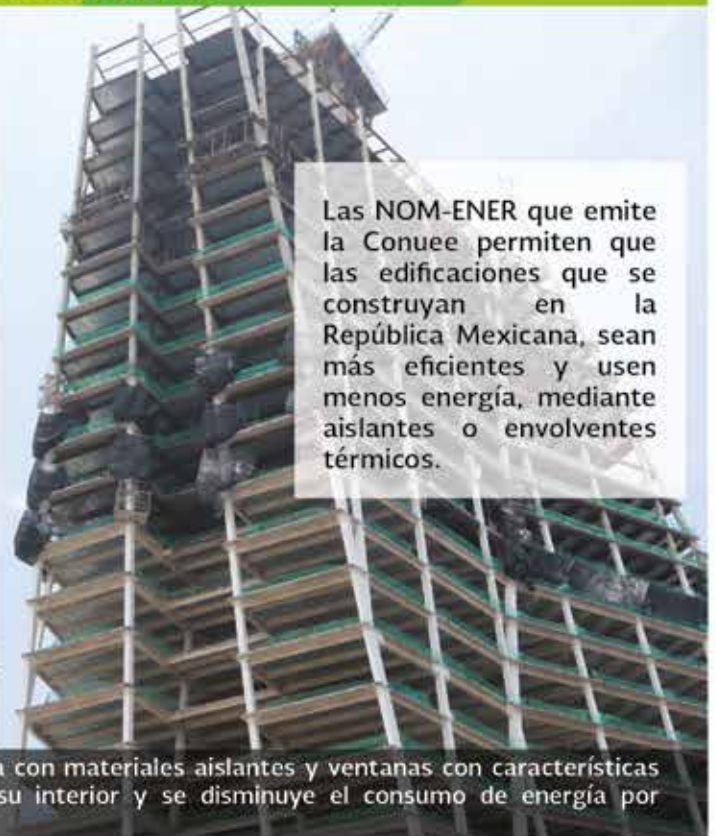 Las NOM-ENER que emite
la Conuee permiten que
las edificaciones que se
construyan en la
República Mexicana, sean
más eficientes y usen
menos energía, mediante
aislantes o envolventes
térmicos.
con materiales aislantes y ventanas con características
su interior y se disminuye el consumo de energía por